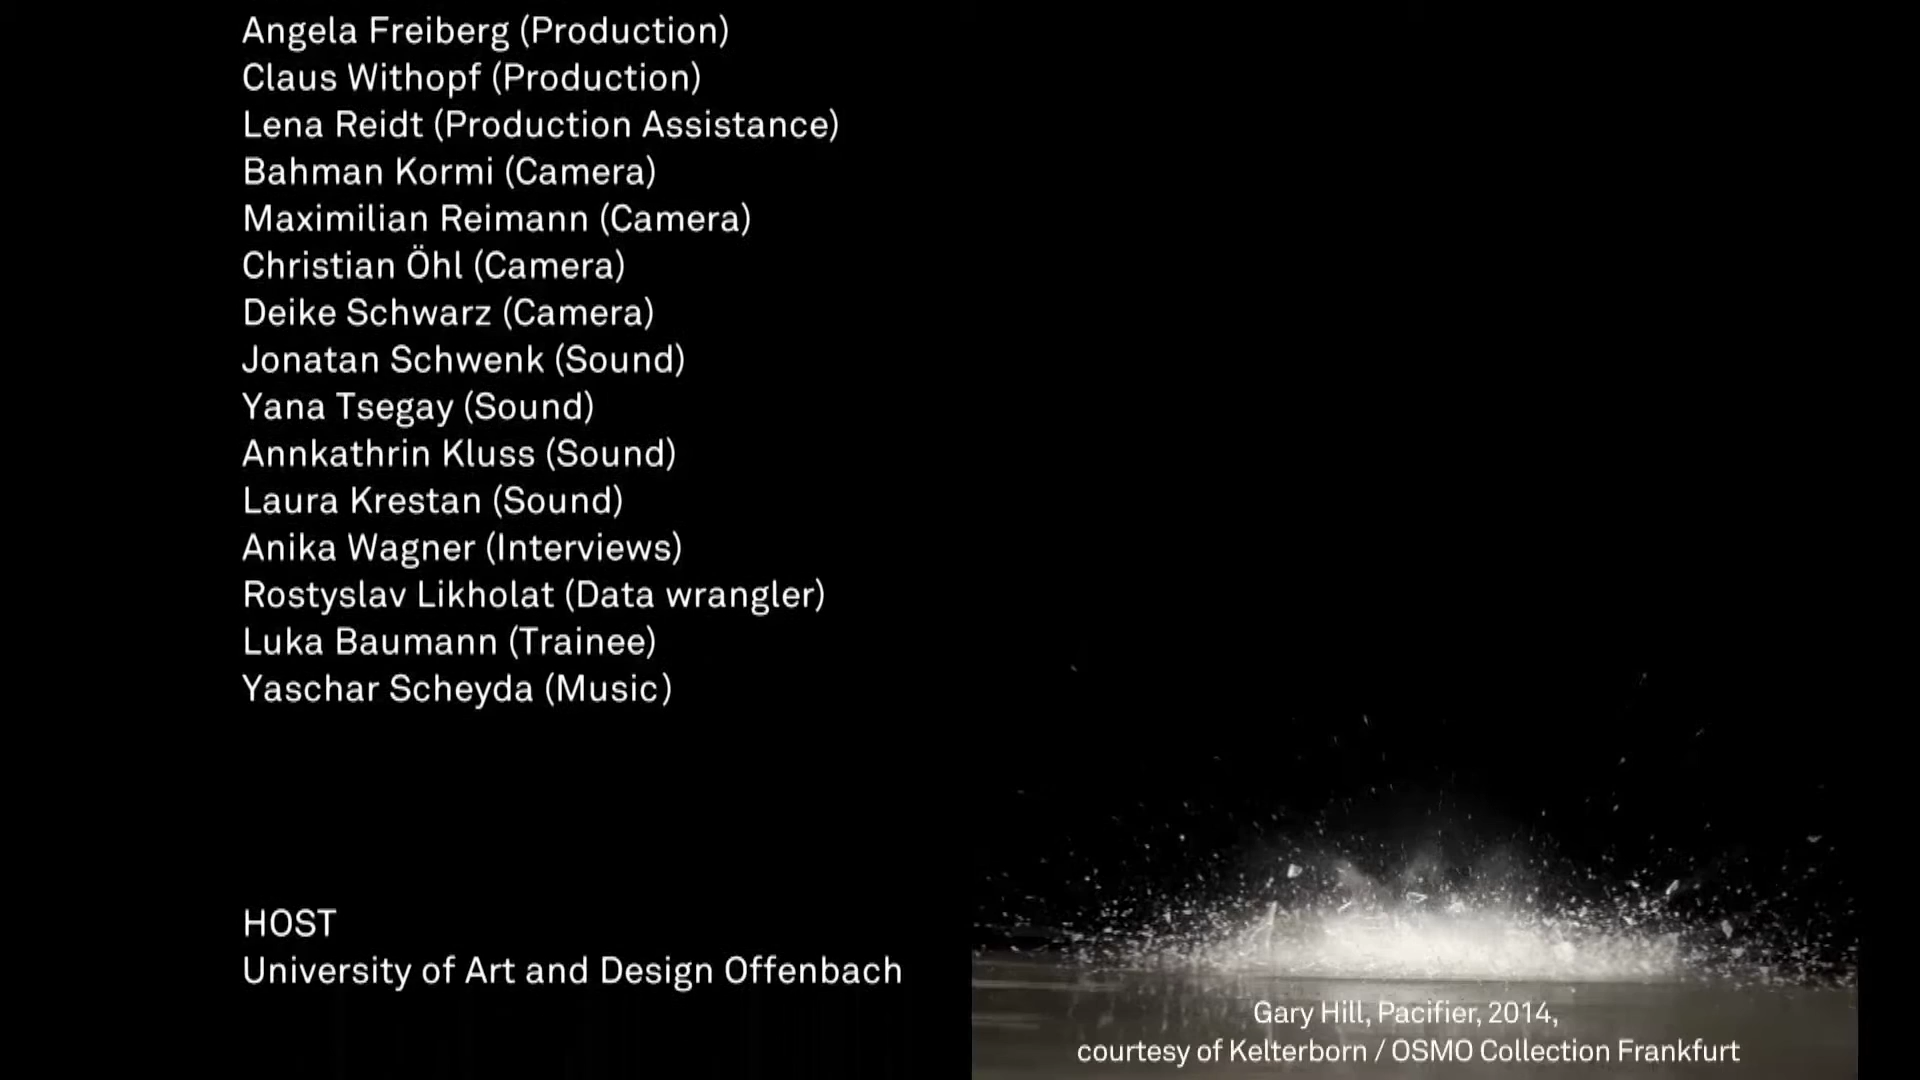 Angela Freiberg (Production)
Claus Withopf (Production)
Lena Reidt (Production Assistance)
Bahman Kormi (Camera)
Maximilian Reimann (Camera)
Christian Öhl (Camera)
Deike Schwarz (Camera)
Jonatan Schwenk (Sound)
Yana Tsegay (Sound)
Annkathrin Kluss (Sound)
Laura Krestan (Sound)
Anika Wagner (Interviews)
Rostyslav Likholat (Data wrangler)
Luka Baumann (Trainee)
Yaschar Scheyda (Music)
HOST
University of Art and Design Offenbach
Gary Hill, Pacifier, 2014,
courtesy of Kelterborn / OSMO Collection Frankfurt